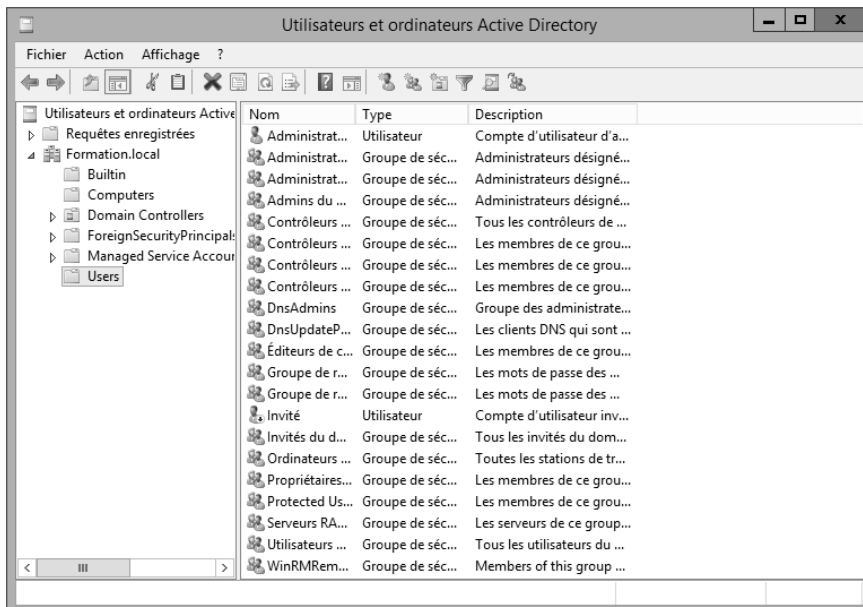 Utilisateurs et ordinateurs Active Directory
Fichier Action Affichage ?
Utilisateurs et ordinateurs Active
Requêtes enregistrées
Formation.local
Builtin
Computers
Domain Controllers
ForeignSecurityPrincipals
Managed Service Accour
Users
Nom Type Description
Administrat... Utilisateur Compte d'utilisateur d'a...
Administrat... Groupe de séc... Administrateurs désigné...
Administrat... Groupe de séc... Administrateurs désigné...
Admins du ... Groupe de séc... Administrateurs désigné...
Contrôleurs ... Groupe de séc... Tous les contrôleurs de ...
Contrôleurs ... Groupe de séc... Les membres de ce grou...
Contrôleurs ... Groupe de séc... Les membres de ce grou...
Contrôleurs ... Groupe de séc... Les membres de ce grou...
DnsAdmins Groupe de séc... Groupe des administrate...
DnsUpdateP... Groupe de séc... Les clients DNS qui sont ...
Éditeurs de c... Groupe de séc... Les membres de ce grou...
Groupe de r... Groupe de séc... Les mots de passe des ...
Groupe de r... Groupe de séc... Les mots de passe des ...
Invité Utilisateur Compte d'utilisateur inv...
Invités du d... Groupe de séc... Tous les invités du dom...
Ordinateurs ... Groupe de séc... Toutes les stations de tr...
Propriétaires... Groupe de séc... Les membres de ce grou...
Protected Us... Groupe de séc... Les membres de ce grou...
Serveurs RA... Groupe de séc... Les serveurs de ce group...
Utilisateurs ... Groupe de séc... Tous les utilisateurs du ...
WinRMRem... Groupe de séc... Members of this group ...